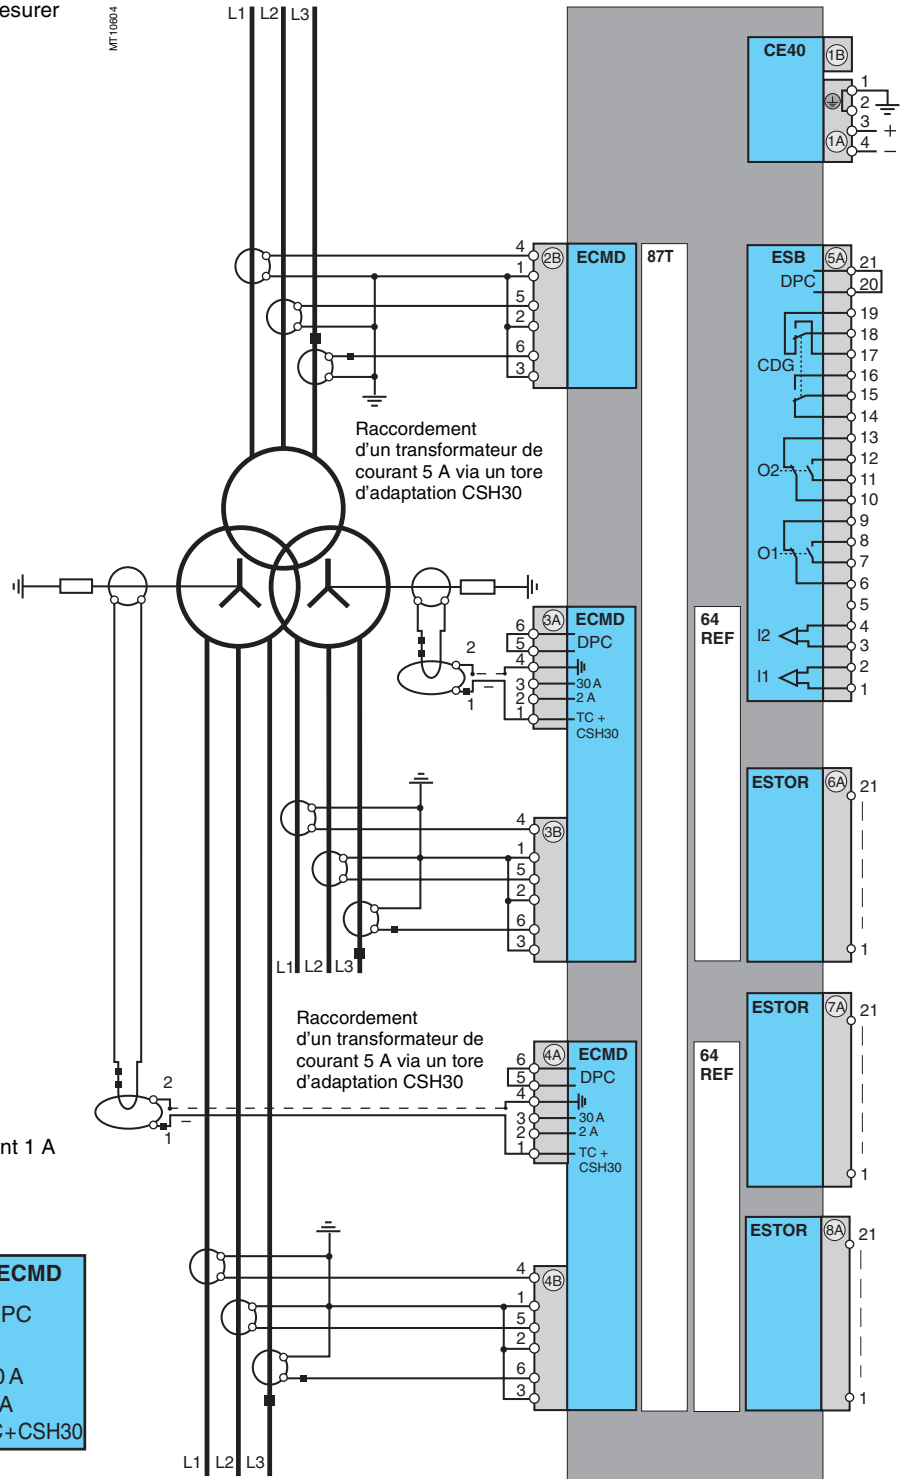 esurer
MT10604
L1 L2 L3
CE40
1B
1
2
3 +
1A
4 −
4
1
5
2
6
3
2B
ECMD
87T
ESB
DPC
5A
21
20
19
18
17
CDG
16
15
14
13
12
O2
11
10
9
8
O1
7
6
5
4
I2
3
2
I1
1
Raccordement
d'un transformateur de
courant 5 A via un tore
d'adaptation CSH30
2
1
6
5
4
3
2
1
3A
ECMD
DPC
30 A
2 A
TC +
CSH30
64
REF
ESTOR
6A
21
1
4
1
5
2
6
3
3B
L1 L2 L3
Raccordement
d'un transformateur de
courant 5 A via un tore
d'adaptation CSH30
2
1
6
5
4
3
2
1
4A
ECMD
DPC
30 A
2 A
TC +
CSH30
64
REF
ESTOR
7A
21
1
nt 1 A
ECMD
PC
0 A
A
C+CSH30
4
1
5
2
6
3
4B
ESTOR
8A
21
1
L1 L2 L3